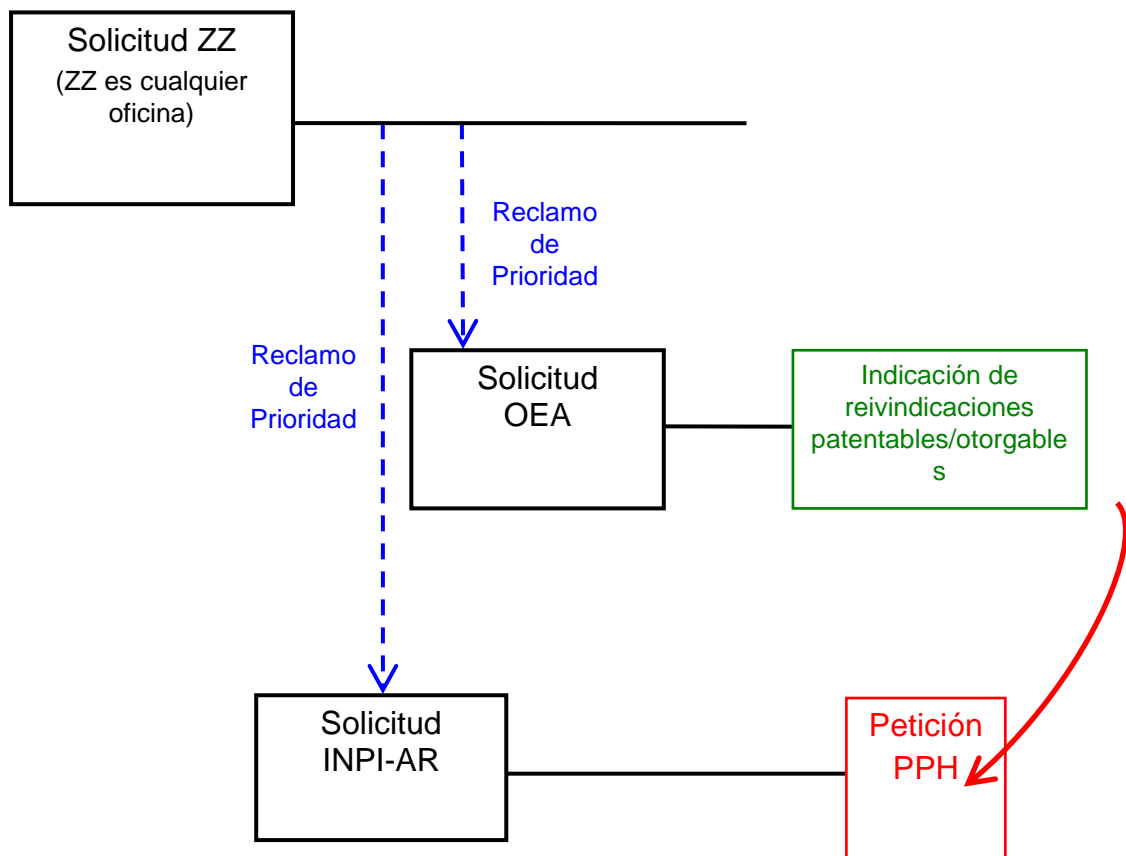 Solicitud ZZ
(ZZ es cualquier
oficina)
Reclamo
de
Prioridad
Reclamo
de
Prioridad
Solicitud
OEA
Indicación de
reivindicaciones
patentables/otorgable
s
Solicitud
INPI-AR
Petición
PPH